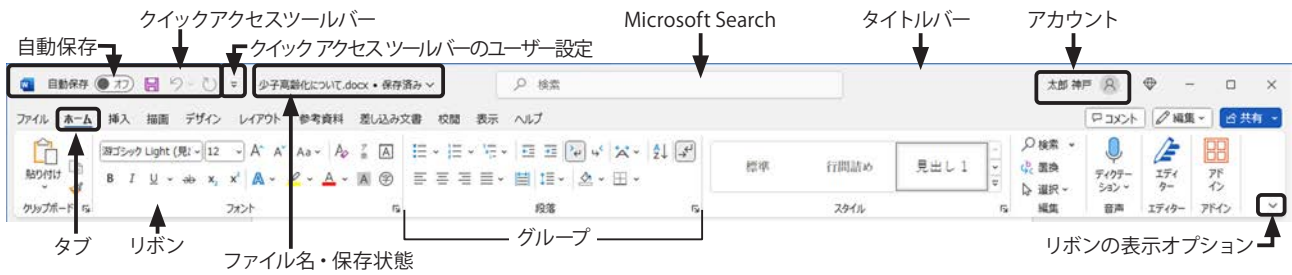 クイックアクセスツールバー Microsoft Search タイトルバー アカウント
自動保存 クイック アクセス ツールバーのユーザー設定
自動保存 オフ 少子高齢化について.docx • 保存済み 検索 太郎 神戸
ファイル ホーム 挿入 描画 デザイン レイアウト 参考資料 差し込み文書 校閲 表示 ヘルプ コメント 編集 共有
貼り付け 游ゴシック Light (見 12 A A Aa A A 検索
標準 行間詰め 見出し 1 置換 ディクテーション エディター アドイン
B I U ab x₂ x² A A A 字 選択
クリップボード フォント 段落 スタイル 編集 音声 エディター アドイン
タブ リボン グループ リボンの表示オプション
ファイル名・保存状態